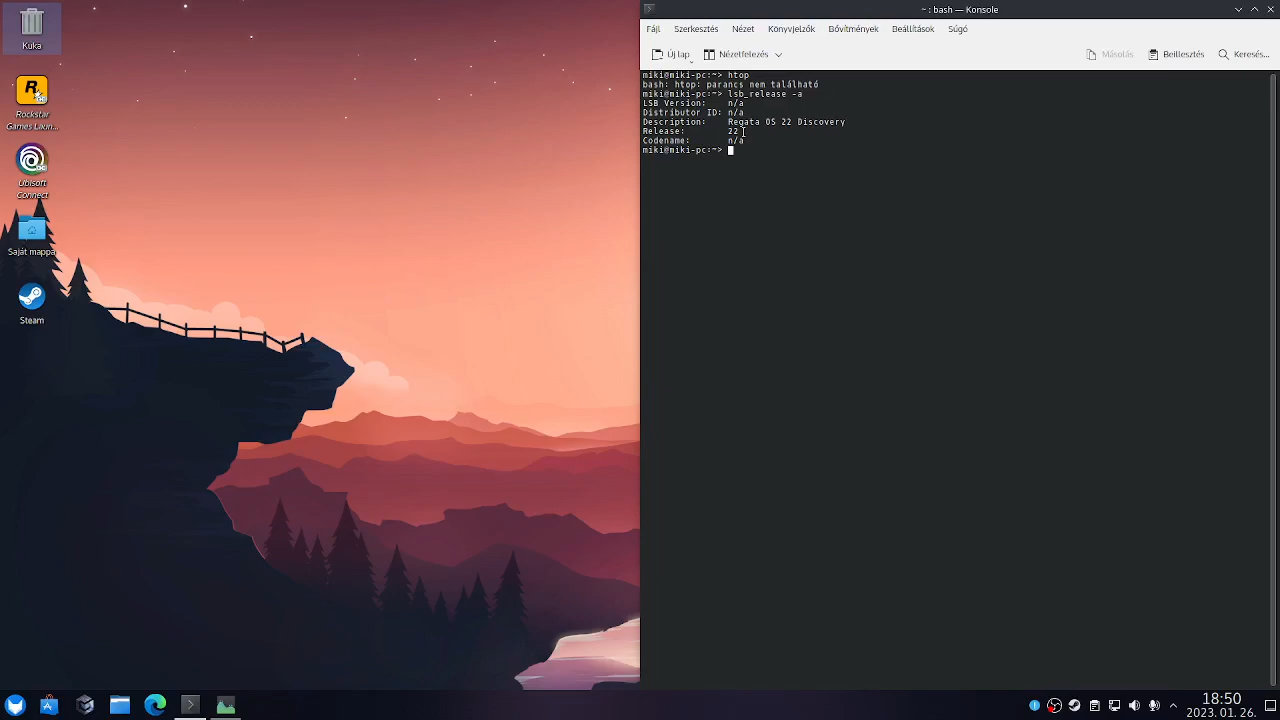 Kuka
Rockstar
Games Laun...
Ubisoft
Connect
Saját mappa
Steam
~ : bash — Konsole
Fájl Szerkesztés Nézet Könyvjelzők Bővítmények Beállítások Súgó
Új lap Nézetfelezés Másolás Beillesztés Keresés...
miki@miki-pc:~> htop
bash: htop: parancs nem található
miki@miki-pc:~> lsb_release -a
LSB Version: n/a
Distributor ID: n/a
Description: Regata OS 22 Discovery
Release: 22
Codename: n/a
miki@miki-pc:~>
18:50
2023. 01. 26.